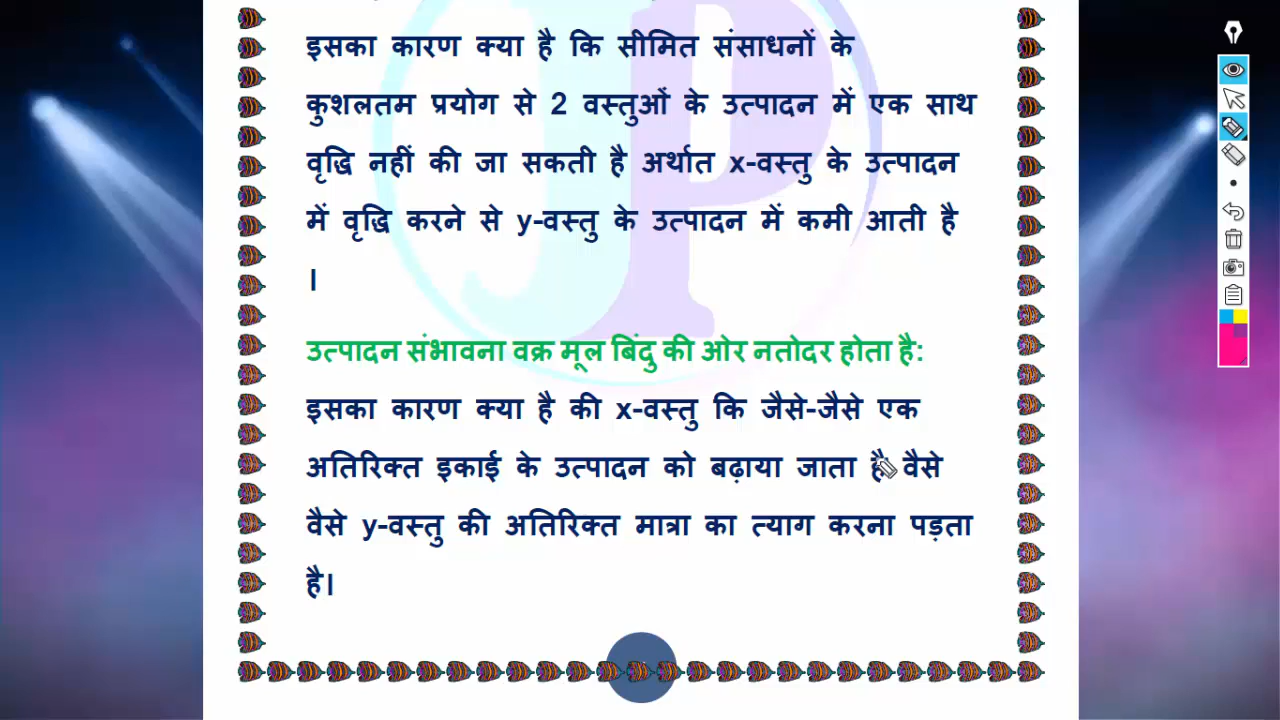 इसका कारण क्या है कि सीमित संसाधनों के
कुशलतम प्रयोग से 2 वस्तुओं के उत्पादन में एक साथ
वृद्धि नहीं की जा सकती है अर्थात x-वस्तु के उत्पादन
में वृद्धि करने से y-वस्तु के उत्पादन में कमी आती है
।
उत्पादन संभावना वक्र मूल बिंदु की ओर नतोदर होता है:
इसका कारण क्या है की x-वस्तु कि जैसे-जैसे एक
अतिरिक्त इकाई के उत्पादन को बढ़ाया जाता है वैसे
वैसे y-वस्तु की अतिरिक्त मात्रा का त्याग करना पड़ता
है।